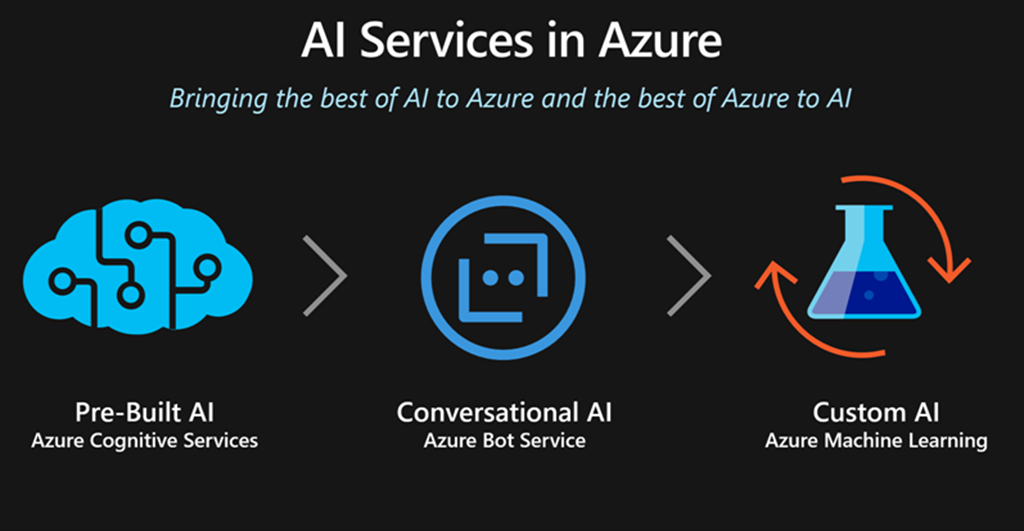 AI Services in Azure
Bringing the best of AI to Azure and the best of Azure to AI
Pre-Built AI
Azure Cognitive Services
Conversational AI
Azure Bot Service
Custom AI
Azure Machine Learning